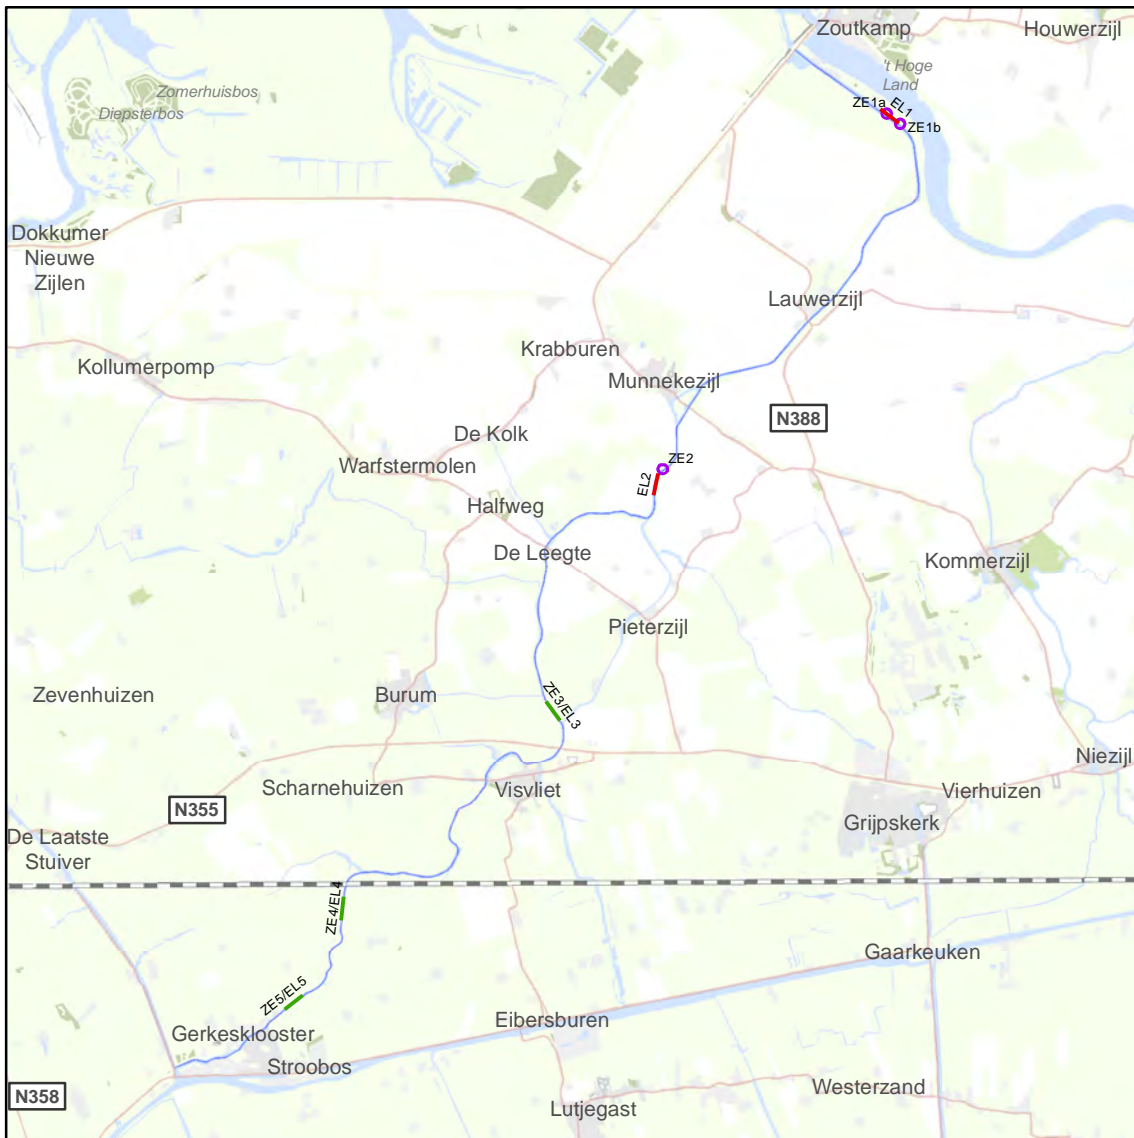 Zoutkamp
Houwerzijl
't Hoge
Land
Zomerhuisbos
Diepsterbos
ZE1a
EL1
ZE1b
Dokkumer
Nieuwe
Zijlen
Lauwerzijl
Krabburen
Kollumerpomp
Munnekezijl
N388
De Kolk
Warfstermolen
ZE2
EL2
Halfweg
De Leegte
Kommerzijl
Pieterzijl
Zevenhuizen
Burum
ZE3/EL3
Niezijl
Scharnehuizen
Visvliet
Vierhuizen
N355
Grijpskerk
De Laatste
Stuiver
ZE4/EL4
Gaarkeuken
ZE5/EL5
Eibersburen
Gerkesklooster
Stroobos
Westerzand
N358
Lutjegast